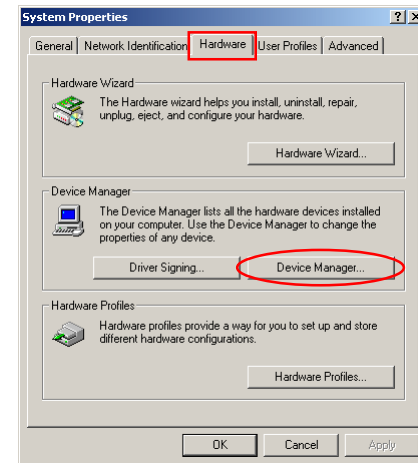 System Properties
General Network Identification Hardware User Profiles Advanced
Hardware Wizard
The Hardware wizard helps you install, uninstall, repair,
unplug, eject, and configure your hardware.
Hardware Wizard...
Device Manager
The Device Manager lists all the hardware devices installed
on your computer. Use the Device Manager to change the
properties of any device.
Driver Signing... Device Manager...
Hardware Profiles
Hardware profiles provide a way for you to set up and store
different hardware configurations.
Hardware Profiles...
OK Cancel Apply